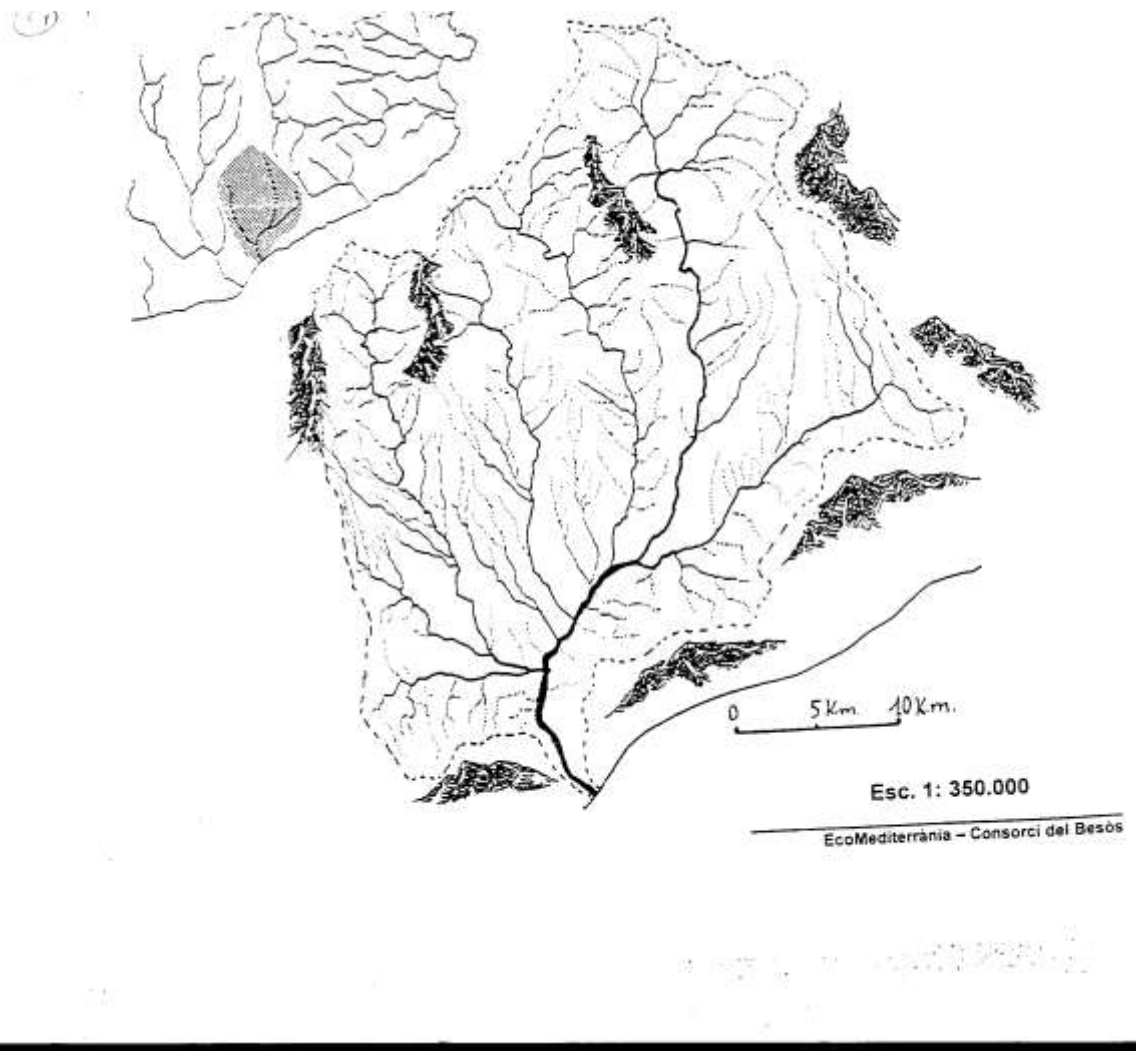 0 5 Km. 10 Km.
Esc. 1: 350.000
EcoMediterrània – Consorci del Besòs